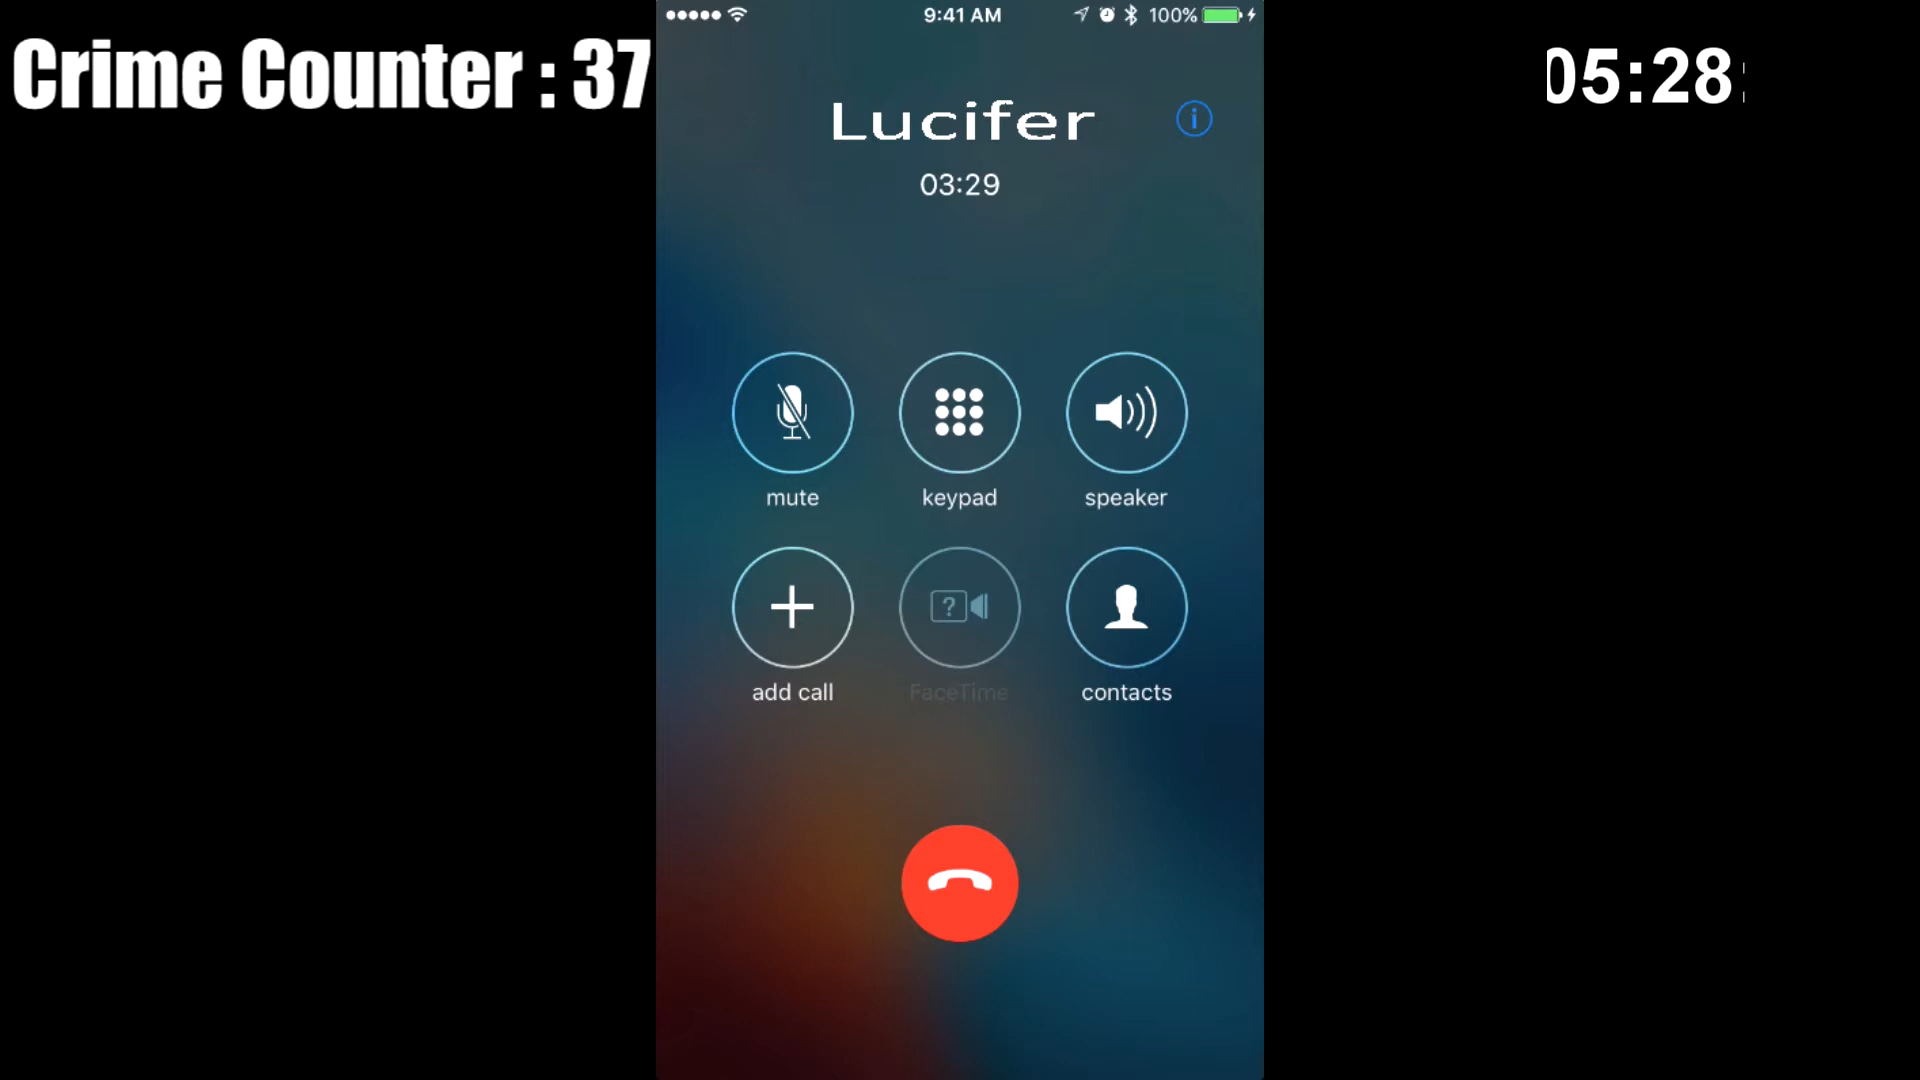 9:41 AM 100%
Crime Counter : 37
05:28:
Lucifer
03:29
mute keypad speaker
?
add call FaceTime contacts